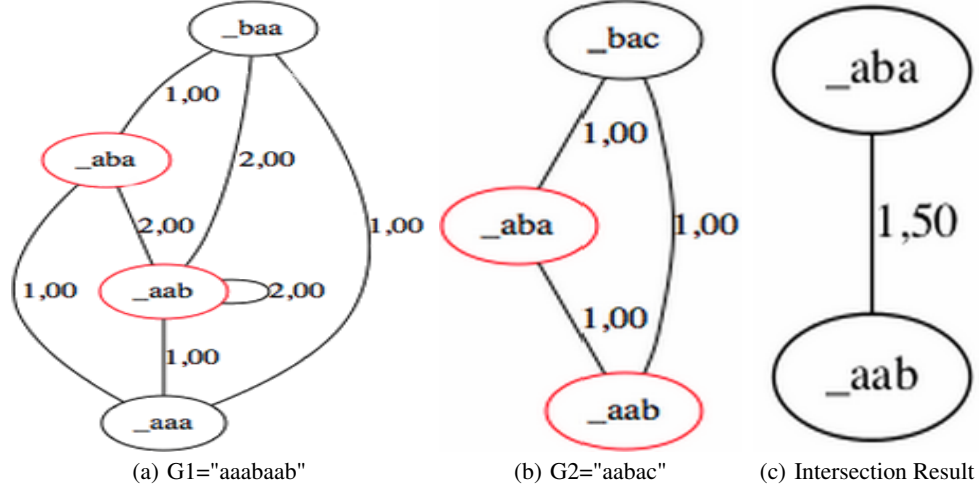 _baa
1,00
_aba
2,00
2,00
1,00
1,00
_aab
2,00
1,00
_aaa
(a) G1="aaabaab"
_bac
1,00
_aba
1,00
1,00
_aab
(b) G2="aabac"
_aba
1,50
_aab
(c) Intersection Result